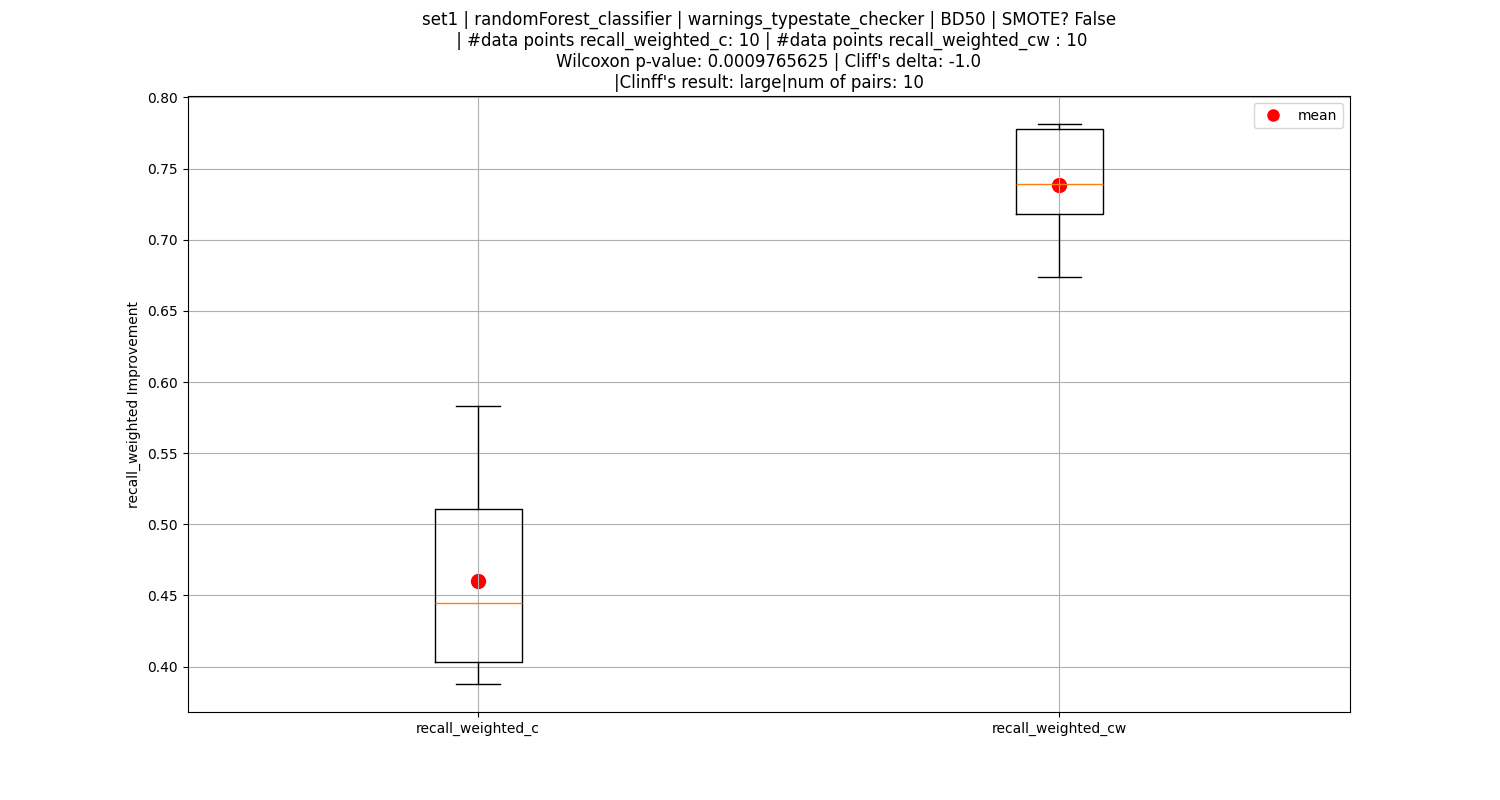 set1 | randomForest_classifier | warnings_typestate_checker | BD50 | SMOTE? False
| #data points recall_weighted_c: 10 | #data points recall_weighted_cw : 10
Wilcoxon p-value: 0.0009765625 | Cliff's delta: -1.0
|Clinff's result: large|num of pairs: 10
mean
0.80
0.75
0.70
0.65
0.60
0.55
0.50
0.45
0.40
recall_weighted Improvement
recall_weighted_c
recall_weighted_cw